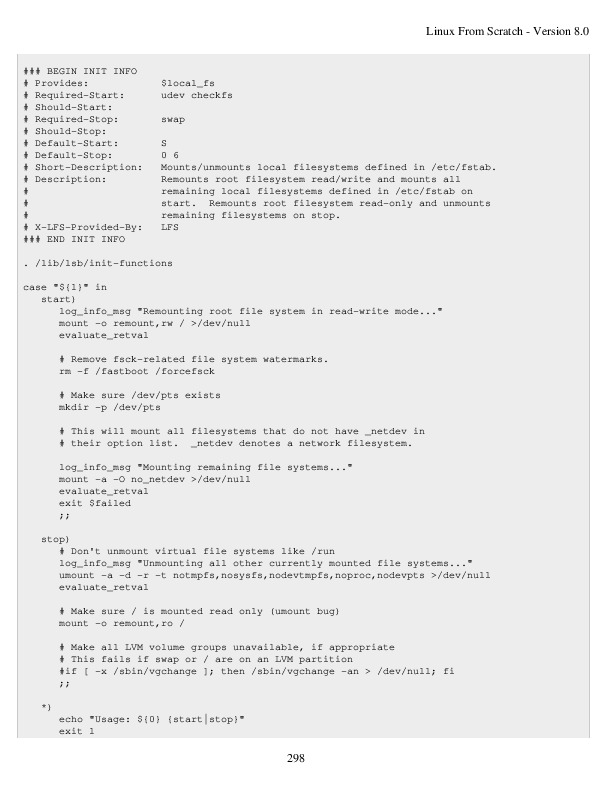 Linux From Scratch - Version 8.0
### BEGIN INIT INFO
# Provides:            $local_fs
# Required-Start:      udev checkfs
# Should-Start:
# Required-Stop:       swap
# Should-Stop:
# Default-Start:       S
# Default-Stop:        0 6
# Short-Description:   Mounts/unmounts local filesystems defined in /etc/fstab.
# Description:         Remounts root filesystem read/write and mounts all
#                      remaining local filesystems defined in /etc/fstab on
#                      start.  Remounts root filesystem read-only and unmounts
#                      remaining filesystems on stop.
# X-LFS-Provided-By:   LFS
### END INIT INFO
. /lib/lsb/init-functions
case "${1}" in
   start)
      log_info_msg "Remounting root file system in read-write mode..."
      mount -o remount,rw / >/dev/null
      evaluate_retval
      # Remove fsck-related file system watermarks.
      rm -f /fastboot /forcefsck
      # Make sure /dev/pts exists
      mkdir -p /dev/pts
      # This will mount all filesystems that do not have _netdev in
      # their option list.  _netdev denotes a network filesystem.
      log_info_msg "Mounting remaining file systems..."
      mount -a -O no_netdev >/dev/null
      evaluate_retval
      exit $failed
      ;;
   stop)
      # Don't unmount virtual file systems like /run
      log_info_msg "Unmounting all other currently mounted file systems..."
      umount -a -d -r -t notmpfs,nosysfs,nodevtmpfs,noproc,nodevpts >/dev/null
      evaluate_retval
      # Make sure / is mounted read only (umount bug)
      mount -o remount,ro /
      # Make all LVM volume groups unavailable, if appropriate
      # This fails if swap or / are on an LVM partition
      #if [ -x /sbin/vgchange ]; then /sbin/vgchange -an > /dev/null; fi
      ;;
   *)
      echo "Usage: ${0} {start|stop}"
      exit 1
298